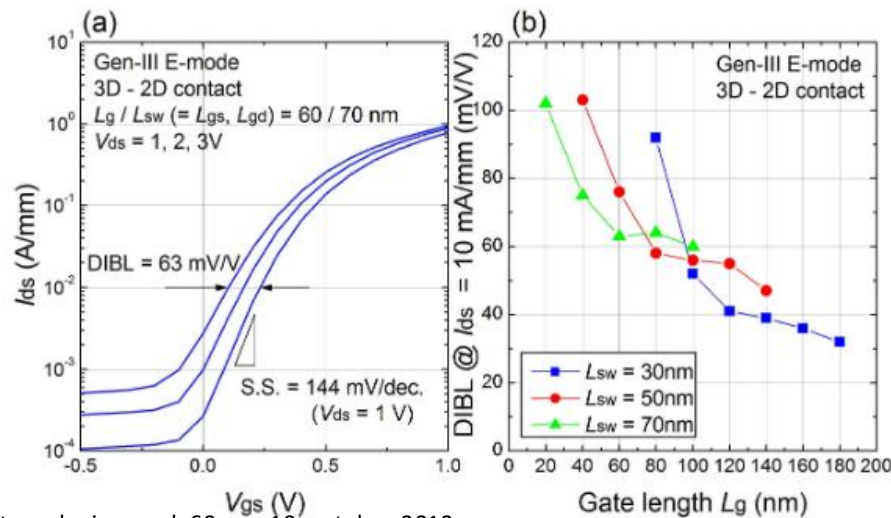 (a)
Gen-III E-mode
3D - 2D contact
Lg / Lsw (= Lgs, Lgd) = 60 / 70 nm
Vds = 1, 2, 3V
DIBL = 63 mV/V
S.S. = 144 mV/dec.
(Vds = 1 V)
10¹
10⁰
10⁻¹
10⁻²
10⁻³
10⁻⁴
Ids (A/mm)
-0.5 0.0 0.5 1.0
Vgs (V)
(b)
Gen-III E-mode
3D - 2D contact
120
100
80
60
40
20
0
DIBL @ Ids = 10 mA/mm (mV/V)
Lsw = 30nm
Lsw = 50nm
Lsw = 70nm
0 20 40 60 80 100 120 140 160 180 200
Gate length Lg (nm)